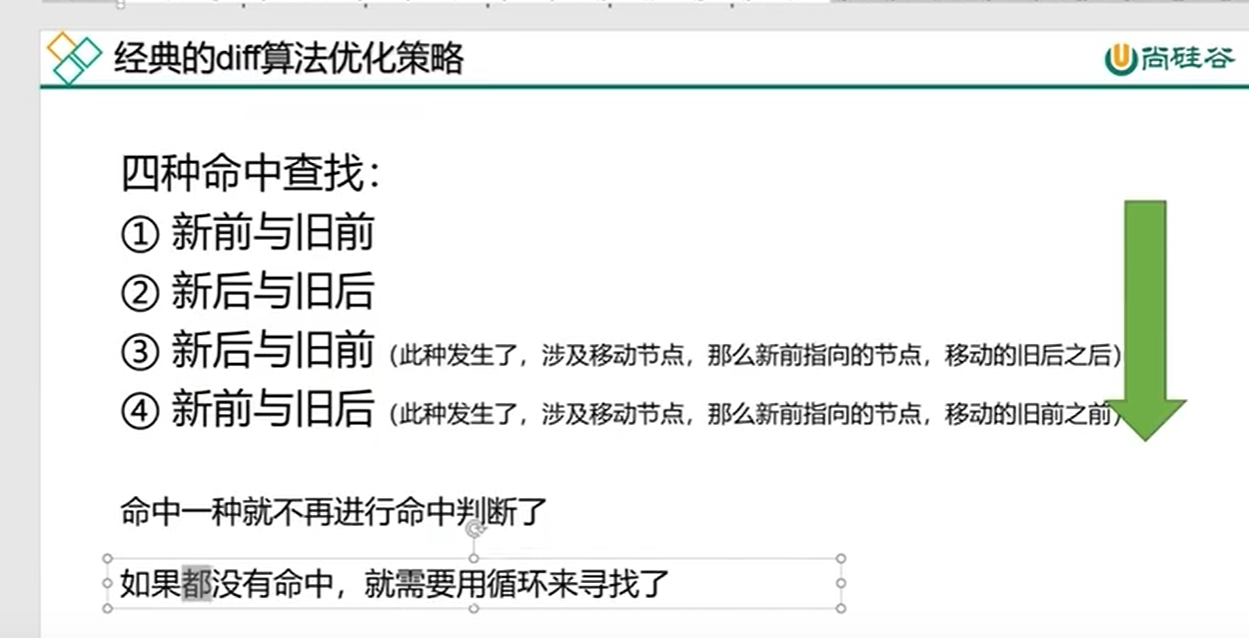 经典的diff算法优化策略
尚硅谷
四种命中查找：
① 新前与旧前
② 新后与旧后
③ 新后与旧前（此种发生了，涉及移动节点，那么新前指向的节点，移动的旧后之后）
④ 新前与旧后（此种发生了，涉及移动节点，那么新前指向的节点，移动的旧前之前）
命中一种就不再进行命中判断了
如果都没有命中，就需要用循环来寻找了